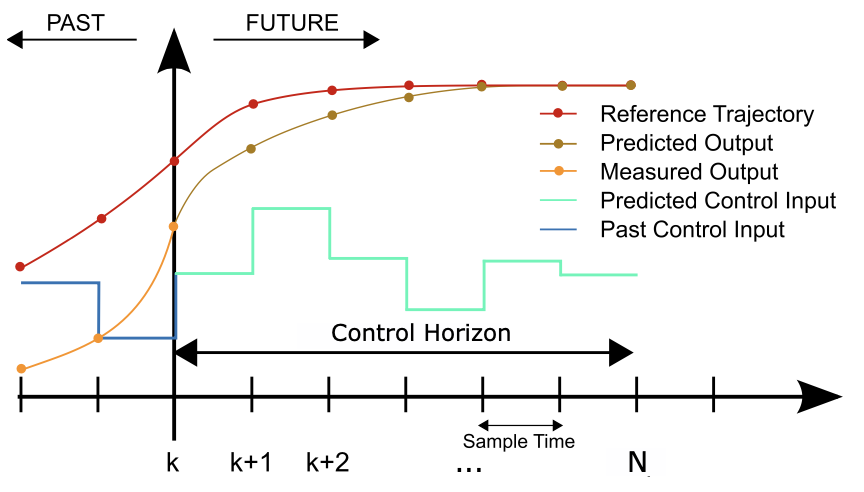 PAST
FUTURE
Reference Trajectory
Predicted Output
Measured Output
Predicted Control Input
Past Control Input
Control Horizon
Sample Time
k
k+1
k+2
...
N